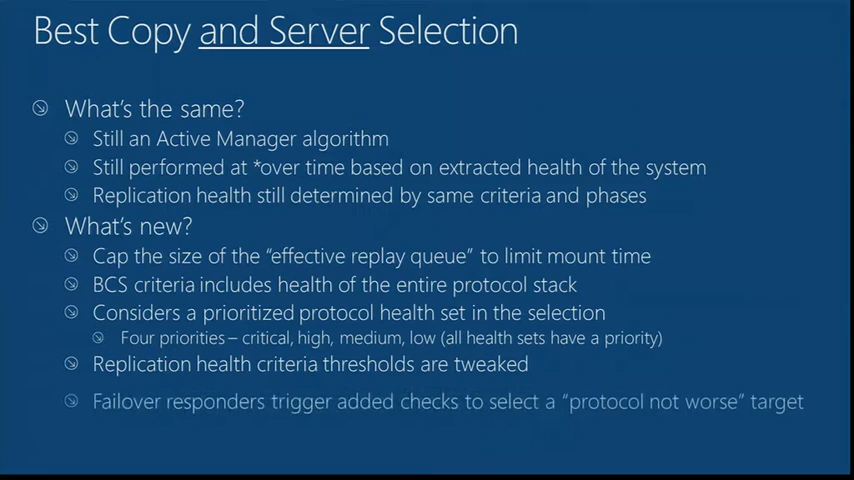 Best Copy and Server Selection
What's the same?
Still an Active Manager algorithm
Still performed at *over time based on extracted health of the system
Replication health still determined by same criteria and phases
What's new?
Cap the size of the “effective replay queue” to limit mount time
BCS criteria includes health of the entire protocol stack
Considers a prioritized protocol health set in the selection
Four priorities – critical, high, medium, low (all health sets have a priority)
Replication health criteria thresholds are tweaked
Failover responders trigger added checks to select a “protocol not worse” target